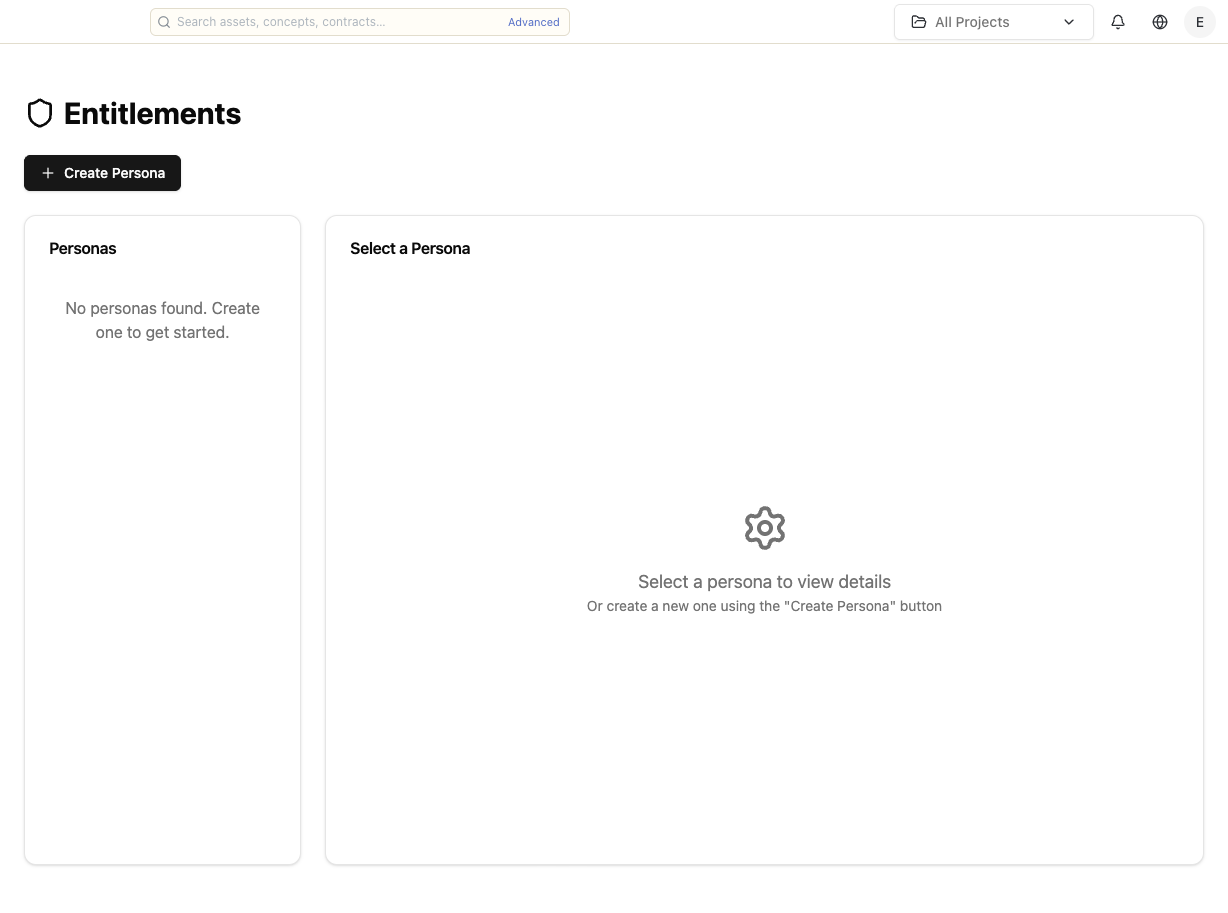 Search assets, concepts, contracts...
Advanced
All Projects
E
Entitlements
Create Persona
Personas
No personas found. Create
one to get started.
Select a Persona
Select a persona to view details
Or create a new one using the "Create Persona" button